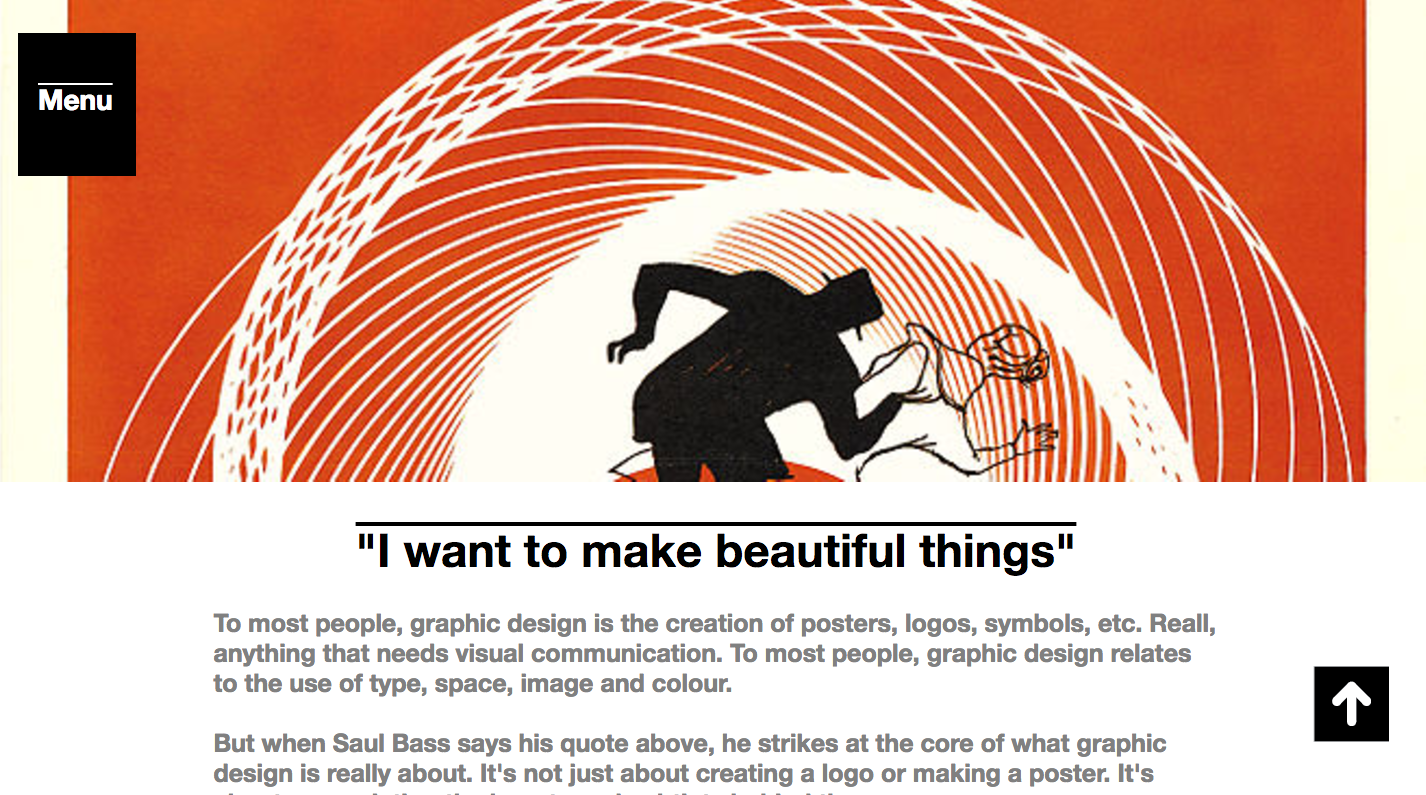 Menu
"I want to make beautiful things"
To most people, graphic design is the creation of posters, logos, symbols, etc. Reall,
anything that needs visual communication. To most people, graphic design relates
to the use of type, space, image and colour.
But when Saul Bass says his quote above, he strikes at the core of what graphic
design is really about. It's not just about creating a logo or making a poster. It's